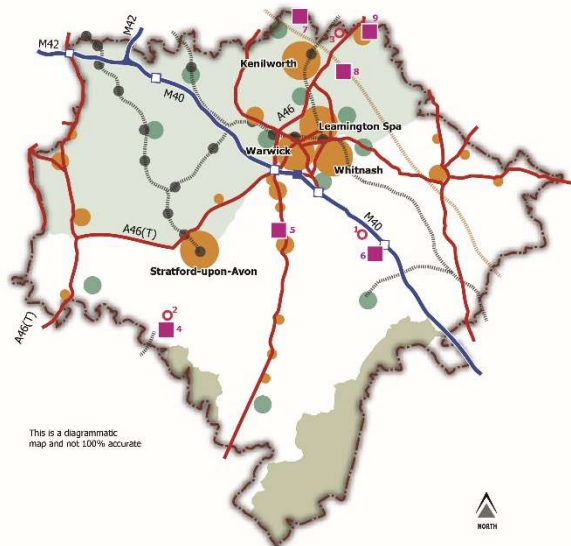 7
9
3
M42
M42
Kenilworth
8
M40
A46
Leamington Spa
Warwick
Whitnash
M40
A46(T)
5
1
6
Stratford-upon-Avon
2
4
A46(T)
This is a diagrammatic
map and not 100% accurate
NORTH